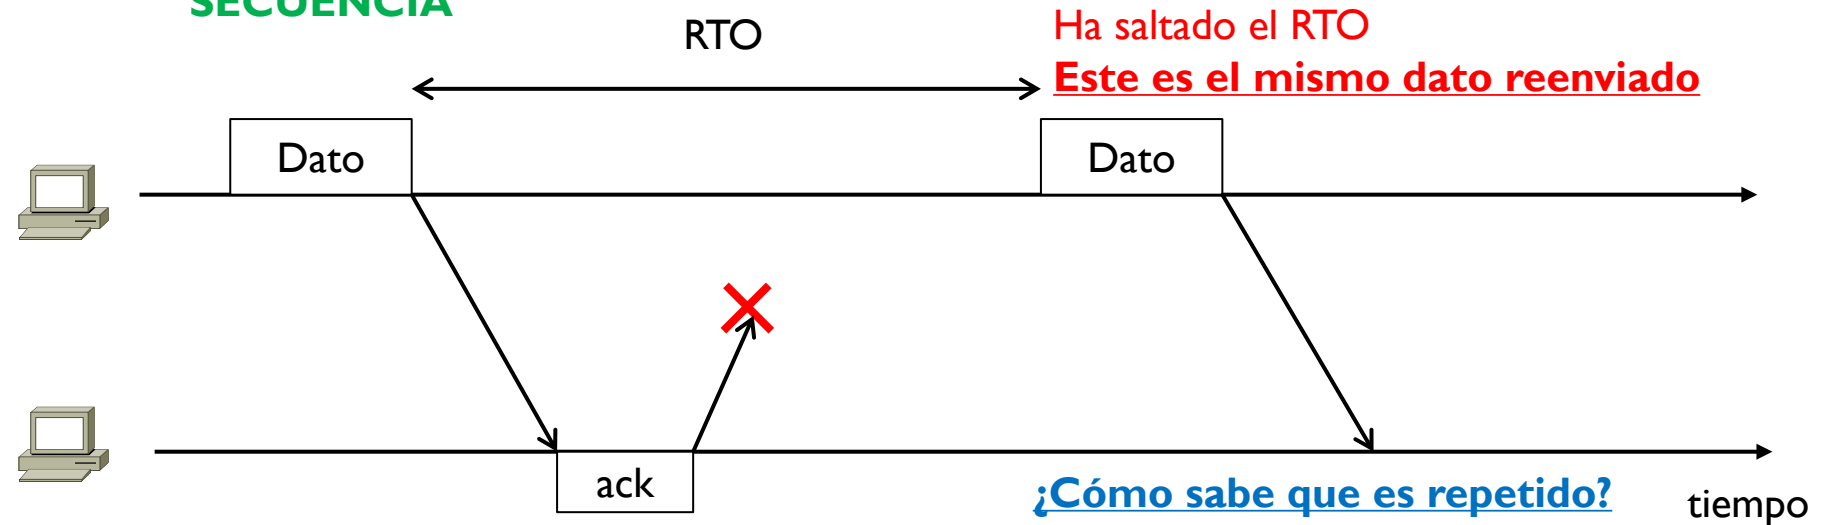 SECUENCIA
RTO
Ha saltado el RTO
Este es el mismo dato reenviado
Dato
Dato
ack
¿Cómo sabe que es repetido?
tiempo